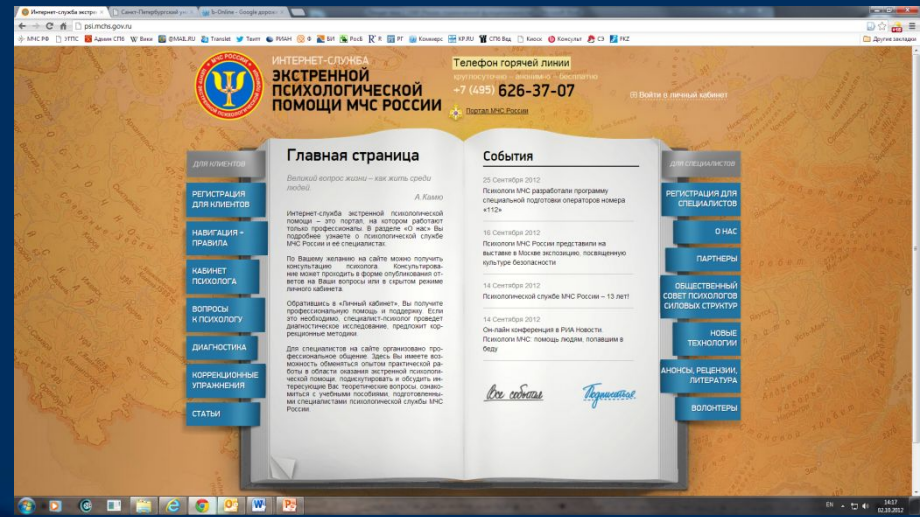 Интернет-служба экстр
Санкт-Петербургский ун
S-Online - Google дорож
psi.mchs.gov.ru
МЧС РФ
УГПС
Админ СПб
W Вики
@MAIL.RU
Translet
Твит
РИАН
БИ
РосБ
РГ
Коммерс
KP.RU
СПб Вед
Киоск
Консульт
СЗ
FKZ
Другие закладки
МЧС РОССИИ
ИНТЕРНЕТ-СЛУЖБА
ЭКСТРЕННОЙ
ПСИХОЛОГИЧЕСКОЙ
ПОМОЩИ МЧС РОССИИ
Телефон горячей линии
круглосуточно – анонимно – бесплатно
+7 (495) 626-37-07
Портал МЧС России
Войти в личный кабинет
ДЛЯ КЛИЕНТОВ
РЕГИСТРАЦИЯ
ДЛЯ КЛИЕНТОВ
НАВИГАЦИЯ +
ПРАВИЛА
КАБИНЕТ
ПСИХОЛОГА
ВОПРОСЫ
К ПСИХОЛОГУ
ДИАГНОСТИКА
КОРРЕКЦИОННЫЕ
УПРАЖНЕНИЯ
СТАТЬИ
Главная страница
Великий вопрос жизни – как жить среди
людей
А.Камю
Интернет-служба экстренной психологической
помощи – это портал, на котором работают
только профессионалы. В разделе «О нас» Вы
подробнее узнаете о психологической службе
МЧС России и её специалистах.
По Вашему желанию на сайте можно получить
консультацию психолога. Консультирова-
ние может проходить в форме опубликования от-
ветов на Ваши вопросы или в скрытом режиме
личного кабинета.
Обратившись в «Личный кабинет», Вы получите
профессиональную помощь и поддержку. Если
это необходимо, специалист-психолог проведет
диагностическое исследование, предложит кор-
рекционные методики.
Для специалистов на сайте организовано про-
фессиональное общение. Здесь Вы имеете воз-
можность обменяться опытом практической ра-
боты в области оказания экстренной психологи-
ческой помощи, подискутировать и обсудить ин-
тересующие Вас теоретические вопросы, ознако-
миться с учебными пособиями, подготовленны-
ми специалистами психологической службы МЧС
России.
События
25 Сентября 2012
Психологи МЧС разработали программу
специальной подготовки операторов номера
«112»
16 Сентября 2012
Психологи МЧС России представили на
выставке в Москве экспозицию, посвященную
культуре безопасности
14 Сентября 2012
Психологической службе МЧС России – 13 лет!
14 Сентября 2012
Он-лайн конференция в РИА Новости.
Психологи МЧС: помощь людям, попавшим в
беду
Все события
Подписаться
ДЛЯ СПЕЦИАЛИСТОВ
РЕГИСТРАЦИЯ ДЛЯ
СПЕЦИАЛИСТОВ
О НАС
ПАРТНЕРЫ
ОБЩЕСТВЕННЫЙ
СОВЕТ ПСИХОЛОГОВ
СИЛОВЫХ СТРУКТУР
НОВЫЕ
ТЕХНОЛОГИИ
АНОНСЫ, РЕЦЕНЗИИ,
ЛИТЕРАТУРА
ВОЛОНТЕРЫ
EN
14:17
02.10.2012